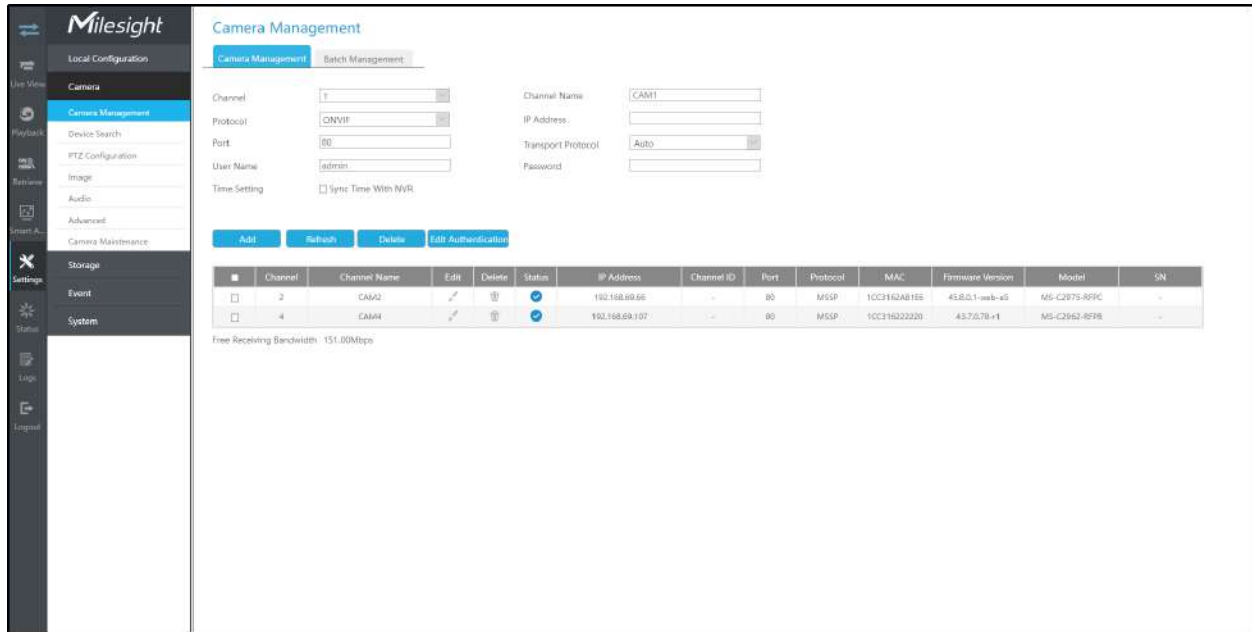 Milesight
Live View
Playback
Retrieve
Smart A...
Settings
Status
Logs
Logout
Local Configuration
Camera
Camera Management
Device Search
PTZ Configuration
Image
Audio
Advanced
Camera Maintenance
Storage
Event
System
Camera Management
Camera Management Batch Management
Channel 1 Channel Name CAM1
Protocol ONVIF IP Address
Port 80 Transport Protocol Auto
User Name admin Password
Time Setting Sync Time With NVR
Add Refresh Delete Edit Authentication
Channel Channel Name Edit Delete Status IP Address Channel ID Port Protocol MAC Firmware Version Model SN
2 CAM2 192.168.69.66 - 80 MSSP 1CC3162AB1E6 45.8.0.1-web-a5 MS-C2975-RFPC -
4 CAM4 192.168.69.107 - 80 MSSP 1CC316222220 43.7.0.78-r1 MS-C2962-RFPB -
Free Receiving Bandwidth 151.00Mbps